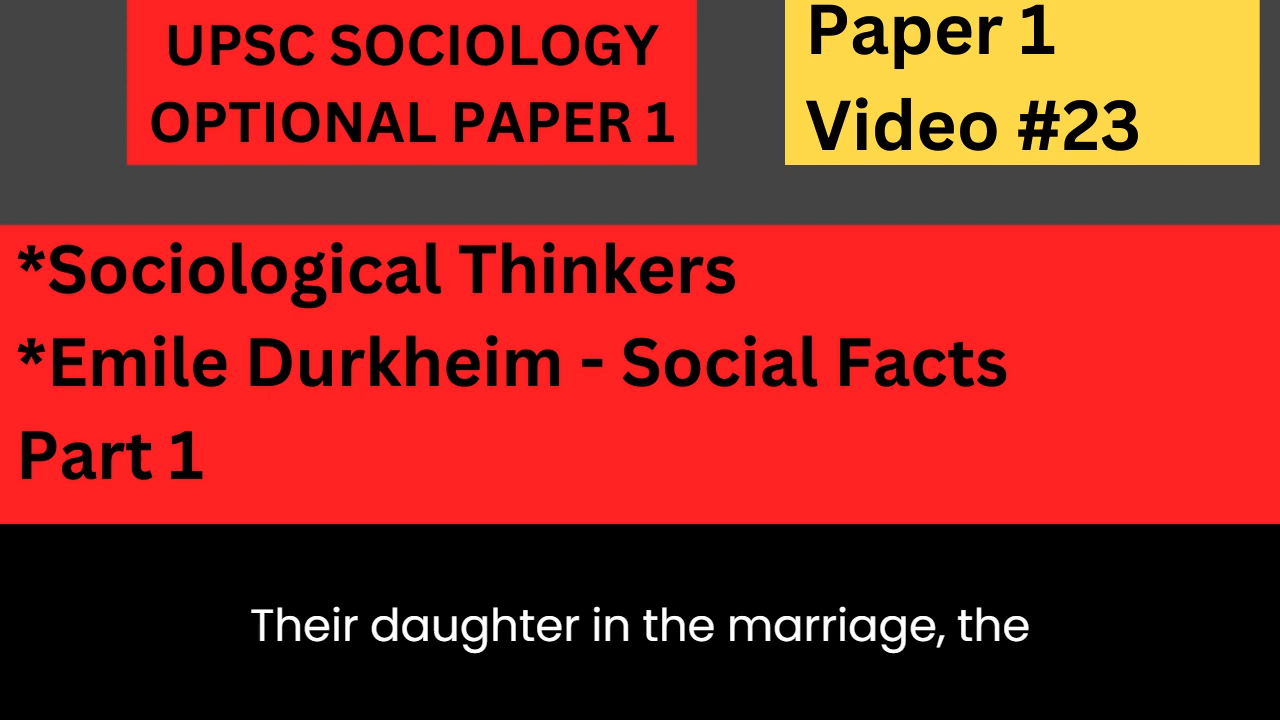 UPSC SOCIOLOGY
OPTIONAL PAPER 1
Paper 1
Video #23
*Sociological Thinkers
*Emile Durkheim - Social Facts
Part 1
Their daughter in the marriage, the